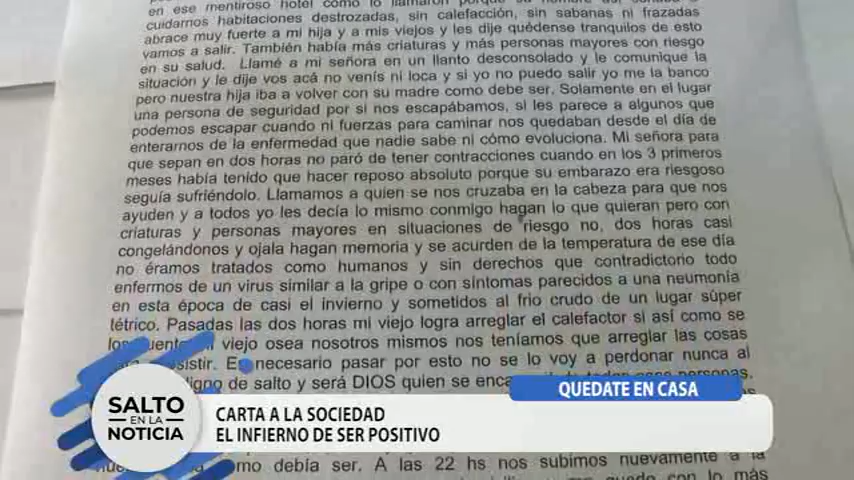 en ese mentiroso hotel como lo llamaron porque su nombre
cuidarnos habitaciones destrozadas, sin calefacción, sin sabanas ni frazadas
abrace muy fuerte a mi hija y a mis viejos y les dije quédense tranquilos de esto
vamos a salir. También había más criaturas y más personas mayores con riesgo
en su salud. Llamé a mi señora en un llanto desconsolado y le comunique la
situación y le dije vos acá no venís ni loca y si yo no puedo salir yo me la banco
pero nuestra hija iba a volver con su madre como debe ser. Solamente en el lugar
una persona de seguridad por si nos escapábamos, si les parece a algunos que
podemos escapar cuando ni fuerzas para caminar nos quedaban desde el día de
enterarnos de la enfermedad que nadie sabe ni cómo evoluciona. Mi señora para
que sepan en dos horas no paró de tener contracciones cuando en los 3 primeros
meses había tenido que hacer reposo absoluto porque su embarazo era riesgoso
seguía sufriéndolo. Llamamos a quien se nos cruzaba en la cabeza para que nos
ayuden y a todos yo les decía lo mismo conmigo hagan lo que quieran pero con
criaturas y personas mayores en situaciones de riesgo no, dos horas casi
congelándonos y ojala hagan memoria y se acurden de la temperatura de ese día
no éramos tratados como humanos y sin derechos que contradictorio todo
enfermos de un virus similar a la gripe o con síntomas parecidos a una neumonía
en esta época de casi el invierno y sometidos al frio crudo de un lugar súper
tétrico. Pasadas las dos horas mi viejo logra arreglar el calefactor si así como se
viejo osea nosotros mismos nos teníamos que arreglar las cosas
necesario pasar por esto no se lo voy a perdonar nunca al
de salto y será DIOS quien se personas.
QUEDATE EN CASA
SALTO
EN LA
NOTICIA
CARTA A LA SOCIEDAD
EL INFIERNO DE SER POSITIVO
debía ser. A las 22 hs nos subimos nuevamente a la
con lo más